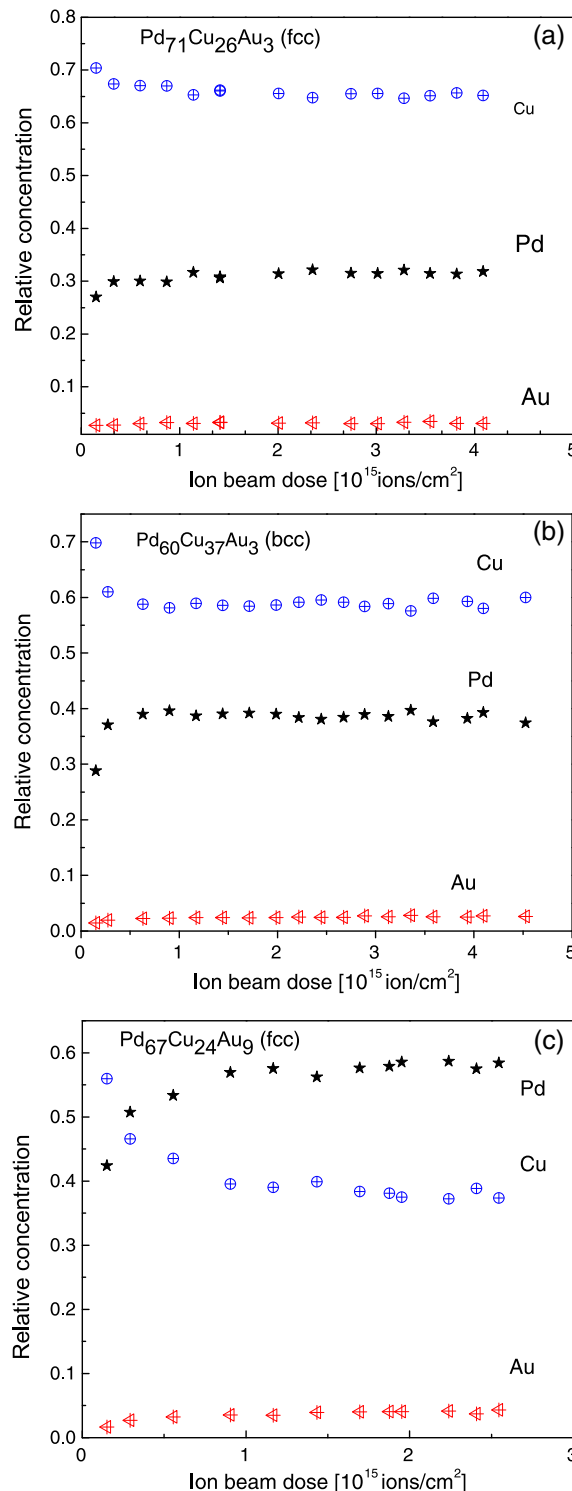 Pd71Cu26Au3 (fcc)
(a)
0.8
0.7
0.6
0.5
0.4
0.3
0.2
0.1
Cu
Pd
Au
Relative concentration
0 1 2 3 4 5
Ion beam dose [10^15 ions/cm^2]
Pd60Cu37Au3 (bcc)
(b)
0.7
0.6
0.5
0.4
0.3
0.2
0.1
0.0
Cu
Pd
Au
Relative concentration
0 1 2 3 4 5
Ion beam dose [10^15 ion/cm^2]
Pd67Cu24Au9 (fcc)
(c)
0.6
0.5
0.4
0.3
0.2
0.1
0.0
Pd
Cu
Au
Relative concentration
0 1 2 3
Ion beam dose [10^15 ions/cm^2]